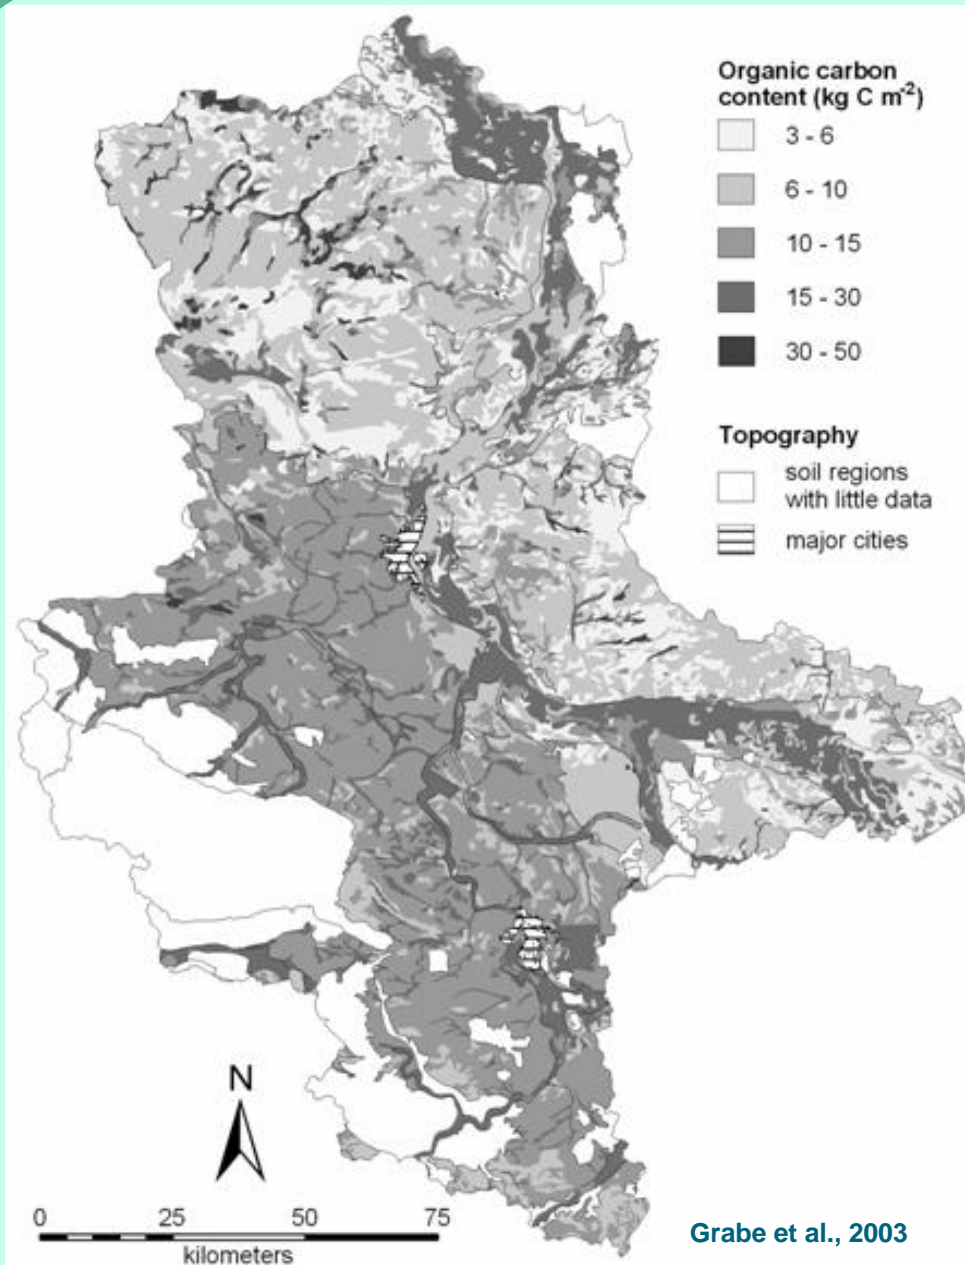 Organic carbon
content (kg C m-2)
3 - 6
6 - 10
10 - 15
15 - 30
30 - 50
Topography
soil regions
with little data
major cities
N
0 25 50 75
kilometers
Grabe et al., 2003